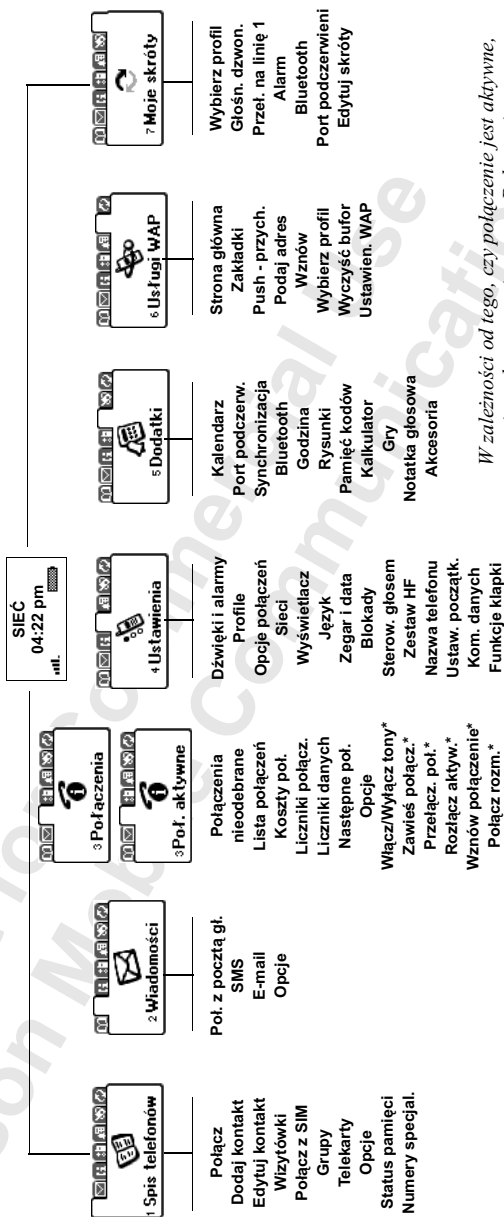 SIEĆ
04:22 pm
1 Spis telefonów
Połącz
Dodaj kontakt
Edytuj kontakt
Wizytówki
Połącz z SIM
Grupy
Telekarty
Opcje
Status pamięci
Numery specjal.
2 Wiadomości
Poł. z pocztą gł.
SMS
E-mail
Opcje
3 Połączenia
3 Poł. aktywne
Połączenia
nieodebrane
Lista połączeń
Koszty poł.
Liczniki połącz.
Liczniki danych
Następne poł.
Opcje
Włącz/Wyłącz tony*
Zawieś połącz.*
Przełącz. poł.*
Rozłącz aktyw.*
Wznów połączenie*
Połącz rozm.*
4 Ustawienia
Dźwięki i alarmy
Profile
Opcje połączeń
Sieci
Wyświetlacz
Język
Zegar i data
Blokady
Sterow. głosem
Zestaw HF
Nazwa telefonu
Ustaw. początk.
Kom. danych
Funkcje klapki
5 Dodatki
Kalendarz
Port podczerw.
Synchronizacja
Bluetooth
Godzina
Rysunki
Pamięć kodów
Kalkulator
Gry
Notatka głosowa
Akcesoria
6 Usługi WAP
Strona główna
Zakładki
Push - przych.
Podaj adres
Wznów
Wybierz profil
Wyczyść bufor
Ustawien. WAP
7 Moje skróty
Wybierz profil
Głośn. dzwon.
Przeł. na linię 1
Alarm
Bluetooth
Port podczerwieni
Edytuj skróty
W zależności od tego, czy połączenie jest aktywne,